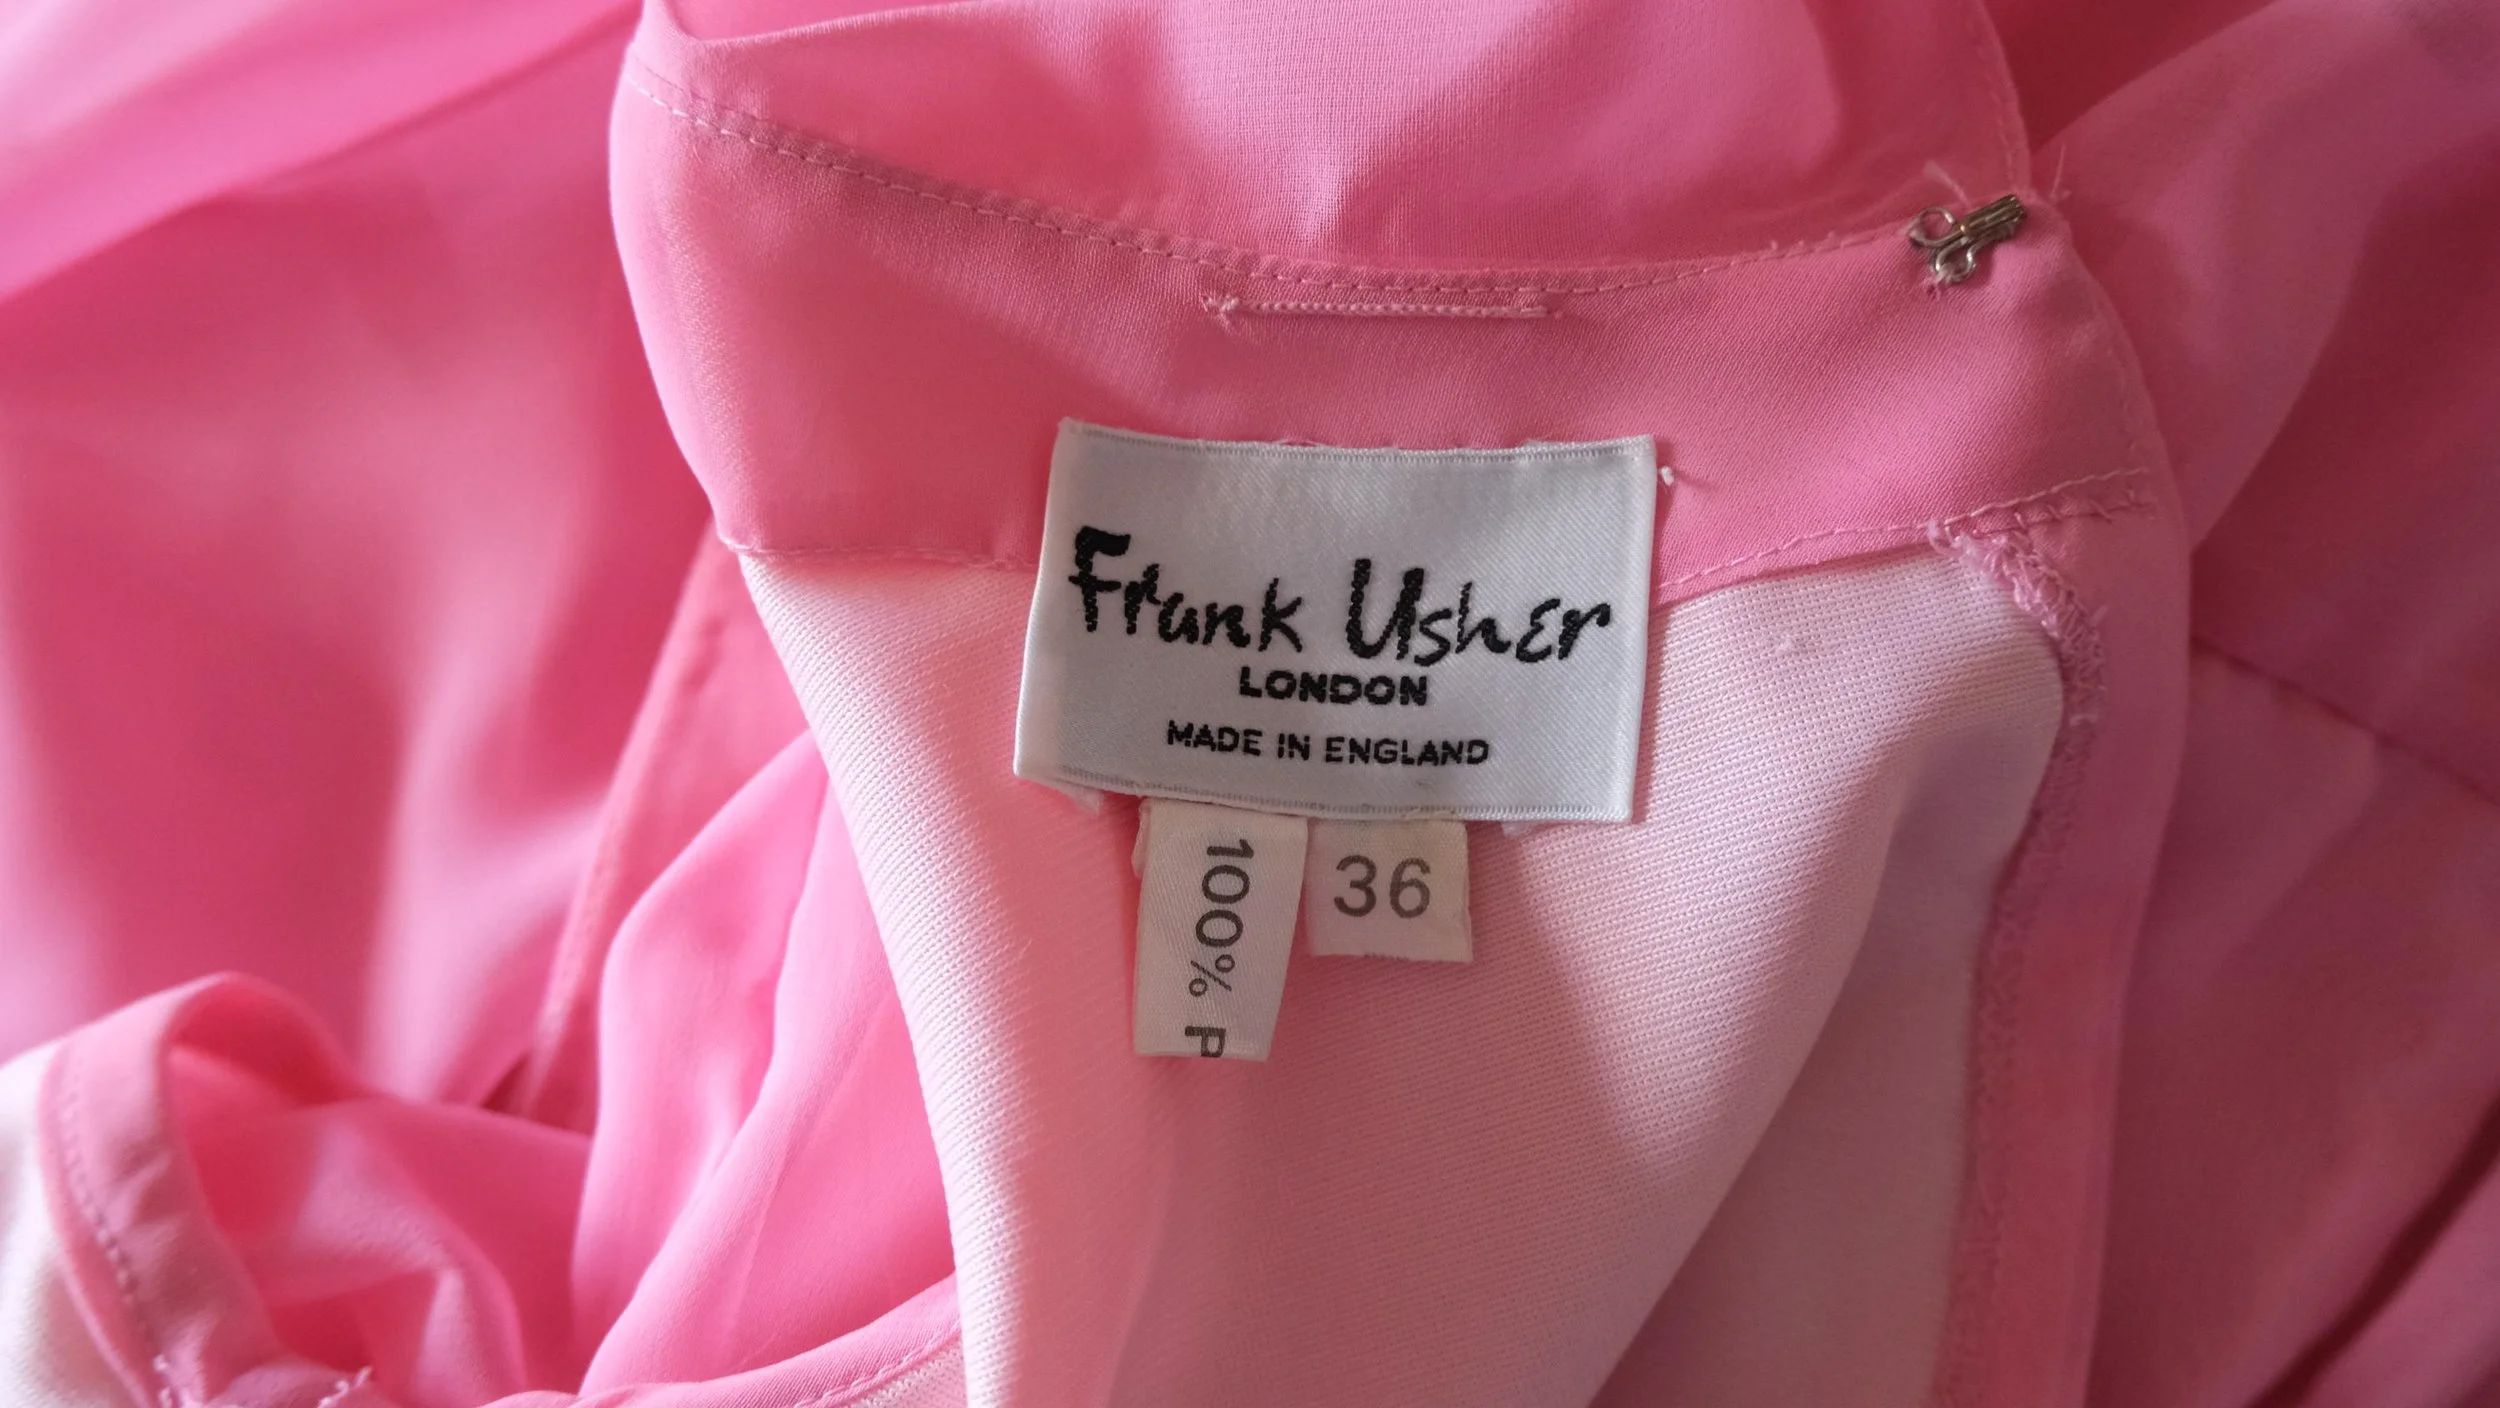 Frank Usher
LONDON
MADE IN ENGLAND
100% P
36